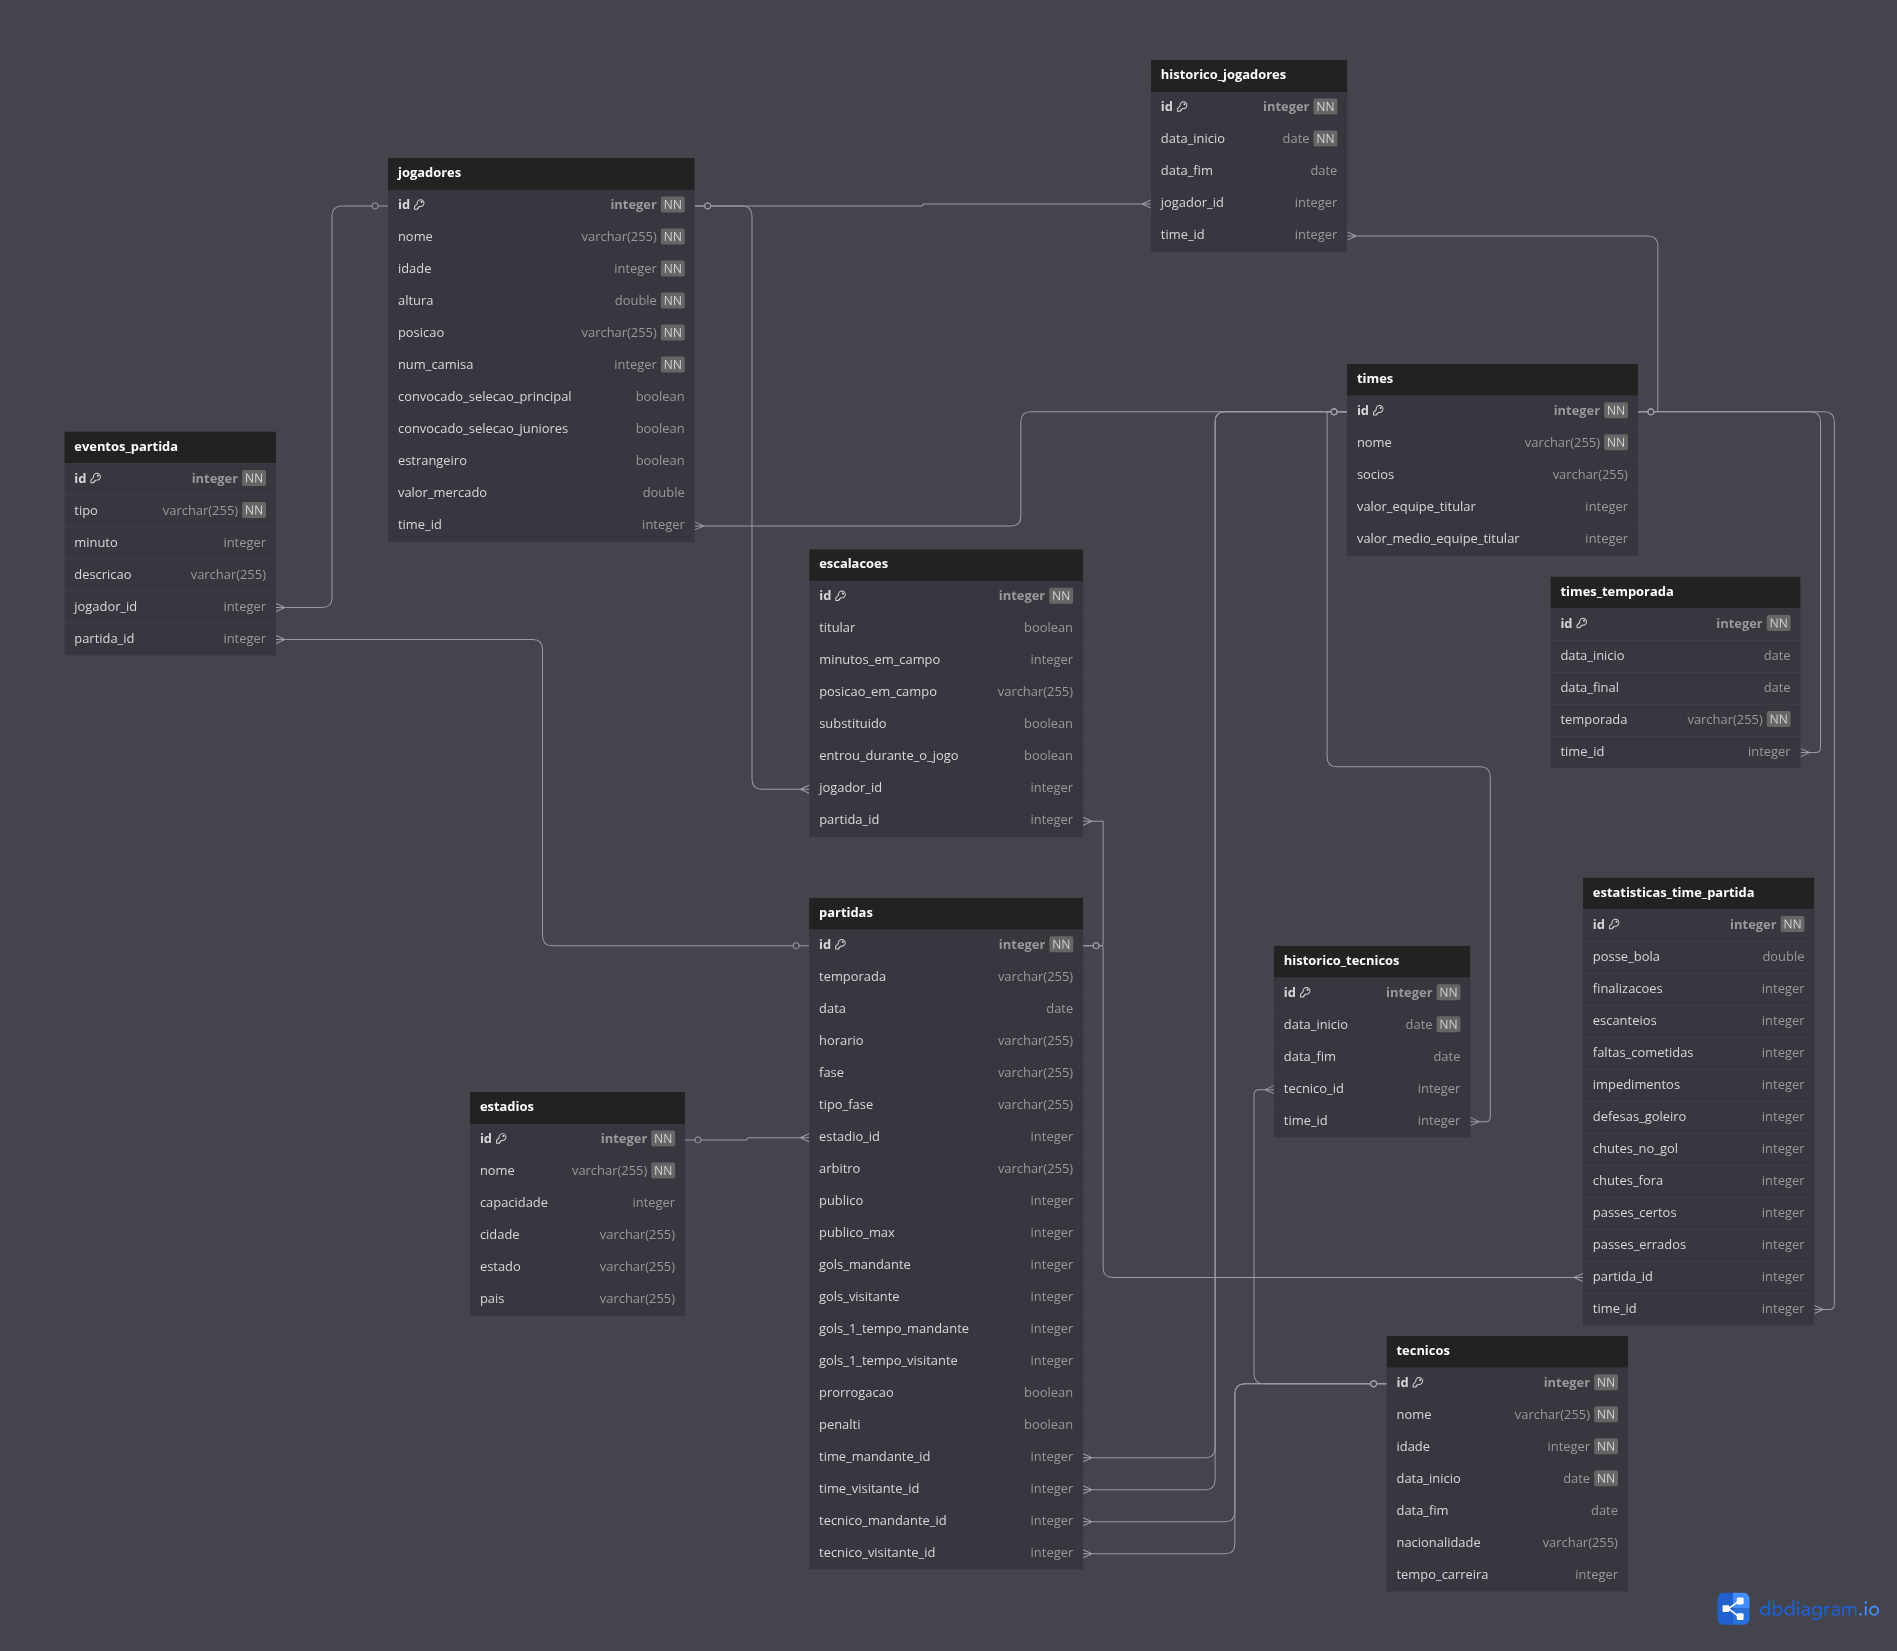 historico_jogadores
id integer NN
data_inicio date NN
data_fim date
jogador_id integer
time_id integer
jogadores
id integer NN
nome varchar(255) NN
idade integer NN
altura double NN
posicao varchar(255) NN
num_camisa integer NN
convocado_selecao_principal boolean
convocado_selecao_juniores boolean
estrangeiro boolean
valor_mercado double
time_id integer
times
id integer NN
nome varchar(255) NN
socios varchar(255)
valor_equipe_titular integer
valor_medio_equipe_titular integer
eventos_partida
id integer NN
tipo varchar(255) NN
minuto integer
descricao varchar(255)
jogador_id integer
partida_id integer
escalacoes
id integer NN
titular boolean
minutos_em_campo integer
posicao_em_campo varchar(255)
substituido boolean
entrou_durante_o_jogo boolean
jogador_id integer
partida_id integer
times_temporada
id integer NN
data_inicio date
data_final date
temporada varchar(255) NN
time_id integer
estatisticas_time_partida
id integer NN
posse_bola double
finalizacoes integer
escanteios integer
faltas_cometidas integer
impedimentos integer
defesas_goleiro integer
chutes_no_gol integer
chutes_fora integer
passes_certos integer
passes_errados integer
partida_id integer
time_id integer
partidas
id integer NN
temporada varchar(255)
data date
horario varchar(255)
fase varchar(255)
tipo_fase varchar(255)
estadio_id integer
arbitro varchar(255)
publico integer
publico_max integer
gols_mandante integer
gols_visitante integer
gols_1_tempo_mandante integer
gols_1_tempo_visitante integer
prorrogacao boolean
penalti boolean
time_mandante_id integer
time_visitante_id integer
tecnico_mandante_id integer
tecnico_visitante_id integer
historico_tecnicos
id integer NN
data_inicio date NN
data_fim date
tecnico_id integer
time_id integer
estadios
id integer NN
nome varchar(255) NN
capacidade integer
cidade varchar(255)
estado varchar(255)
pais varchar(255)
tecnicos
id integer NN
nome varchar(255) NN
idade integer NN
data_inicio date NN
data_fim date
nacionalidade varchar(255)
tempo_carreira integer
dbdiagram.io